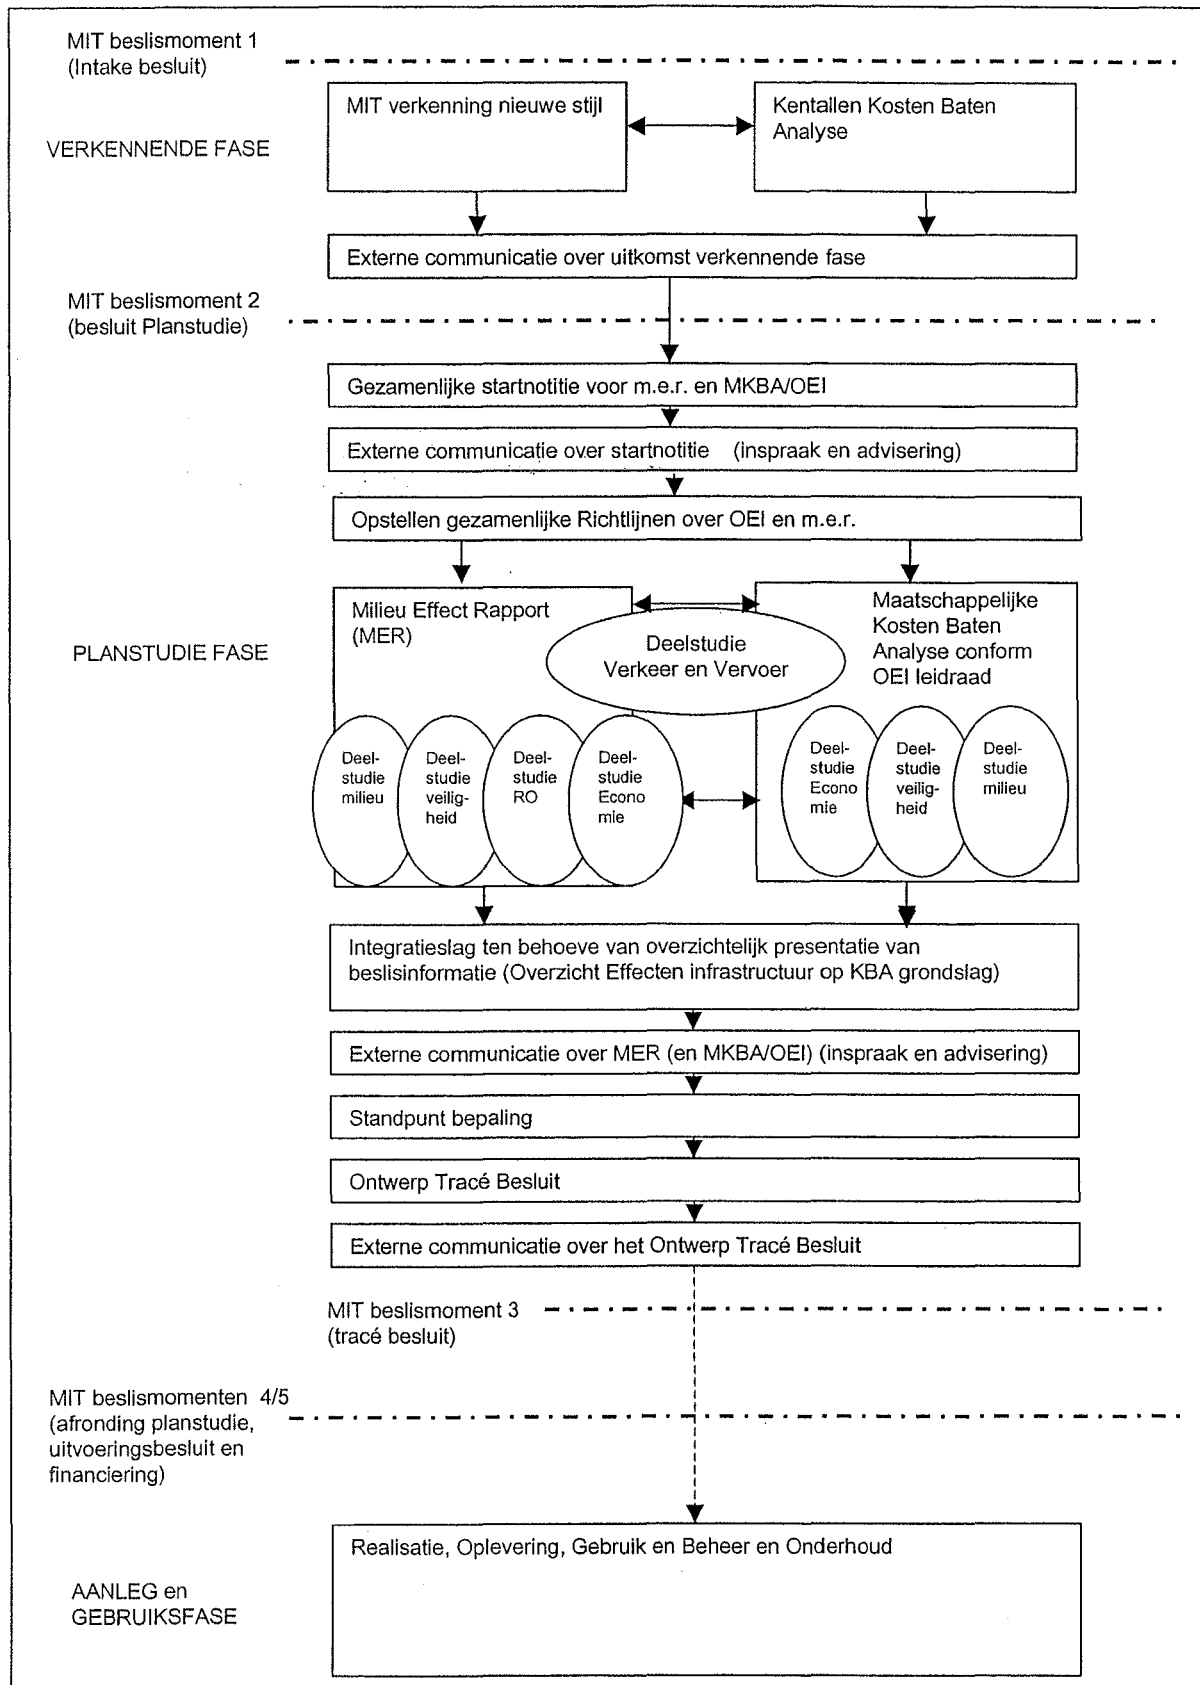 MIT beslismoment 1
(Intake besluit)
MIT verkenning nieuwe stijl
Kentallen Kosten Baten
Analyse
VERKENNENDE FASE
Externe communicatie over uitkomst verkennende fase
MIT beslismoment 2
(besluit Planstudie)
Gezamenlijke startnotitie voor m.e.r. en MKBA/OEI
Externe communicatie over startnotitie (inspraak en advisering)
Opstellen gezamenlijke Richtlijnen over OEI en m.e.r.
Milieu Effect Rapport
(MER)
Maatschappelijke
Kosten Baten
Analyse conform
OEI leidraad
Deelstudie
Verkeer en Vervoer
PLANSTUDIE FASE
Deel-
studie
milieu
Deel-
studie
veilig-
heid
Deel-
studie
RO
Deel-
studie
Econo
mie
Deel-
studie
Econo
mie
Deel-
studie
veilig-
heid
Deel-
studie
milieu
Integratieslag ten behoeve van overzichtelijk presentatie van
beslisinformatie (Overzicht Effecten infrastructuur op KBA grondslag)
Externe communicatie over MER (en MKBA/OEI) (inspraak en advisering)
Standpunt bepaling
Ontwerp Tracé Besluit
Externe communicatie over het Ontwerp Tracé Besluit
MIT beslismoment 3
(tracé besluit)
MIT beslismomenten 4/5
(afronding planstudie,
uitvoeringsbesluit en
financiering)
Realisatie, Oplevering, Gebruik en Beheer en Onderhoud
AANLEG en
GEBRUIKSFASE